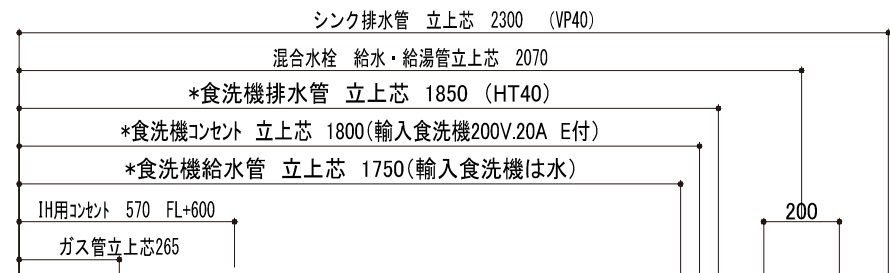 シンク排水管　立上芯　2300　（VP40）
混合水栓　給水・給湯管立上芯　2070
*食洗機排水管　立上芯　1850　（HT40）
*食洗機コンセント　立上芯　1800（輸入食洗機200V.20A　E付）
*食洗機給水管　立上芯　1750（輸入食洗機は水）
IH用コンセント　570　FL+600
200
ガス管立上芯265